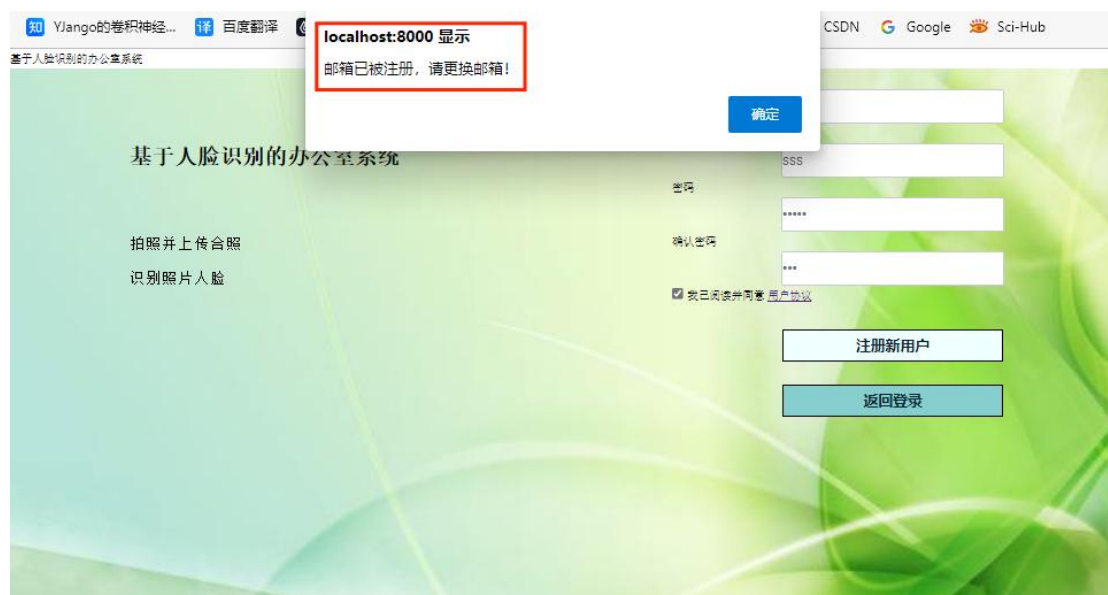 YJango的卷积神经... 百度翻译 CSDN Google Sci-Hub
localhost:8000 显示
邮箱已被注册，请更换邮箱！
确定
基于人脸识别的办公室系统
基于人脸识别的办公室系统
sss
密码
•••••
拍照并上传合照
确认密码
•••
识别照片人脸
我已阅读并同意 用户协议
注册新用户
返回登录